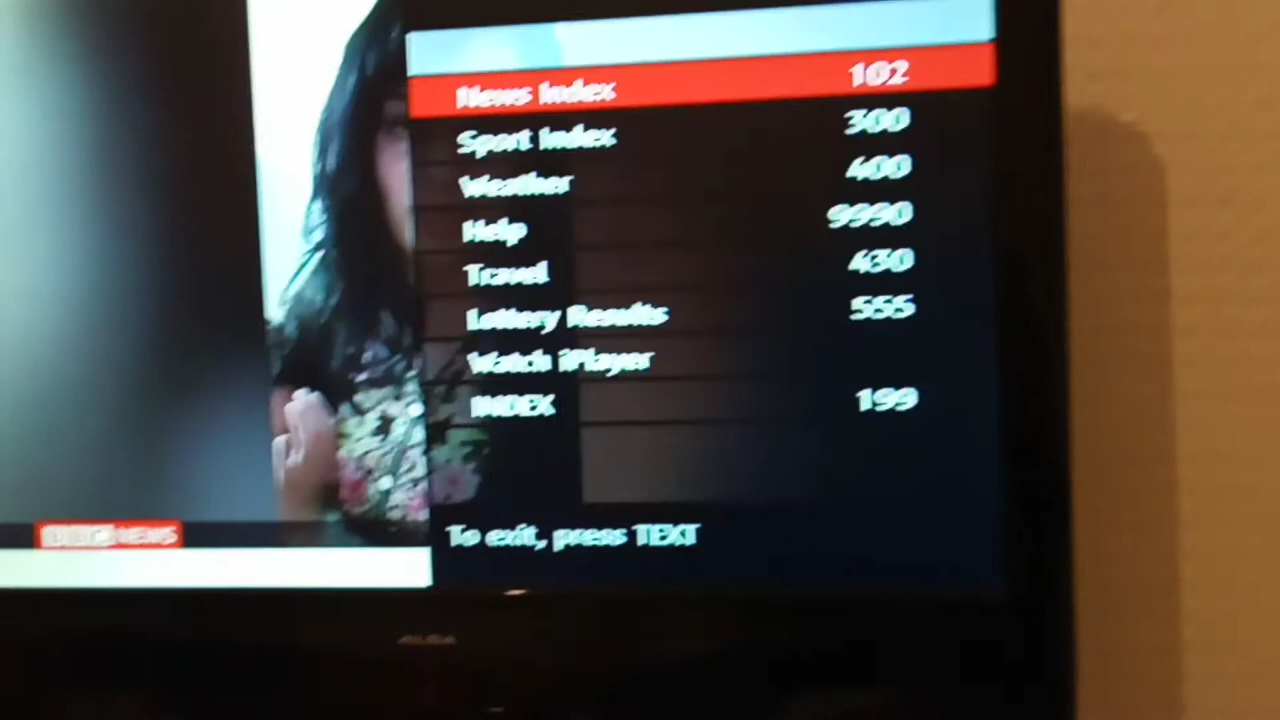 News Index 102
Sport Index 300
Weather 400
Help 9990
Travel 430
Lottery Results 555
Watch iPlayer
INDEX 199
To exit, press TEXT
BBC NEWS
ALBA